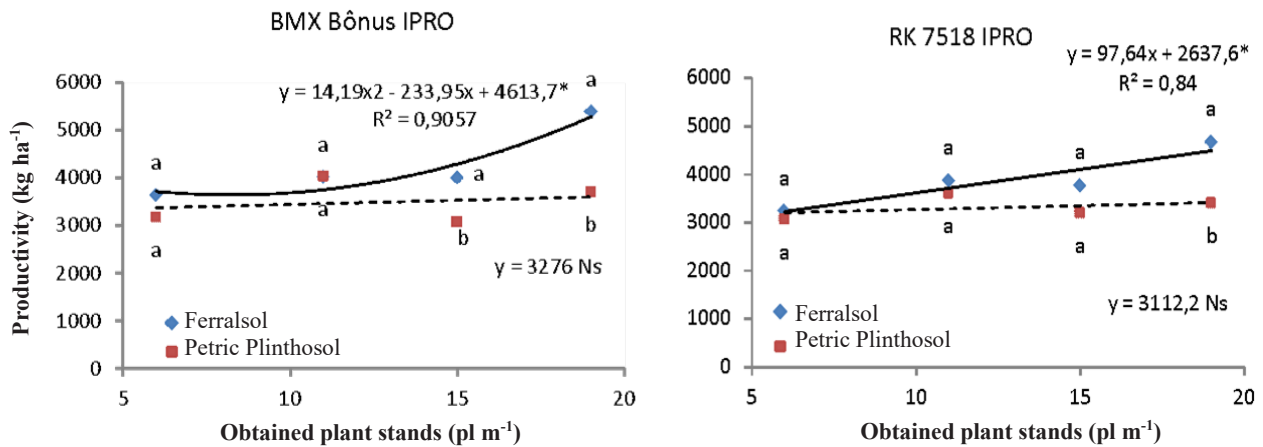 BMX Bônus IPRO
Productivity (kg ha⁻¹)
6000
5000
4000
3000
2000
1000
0
y = 14,19x2 - 233,95x + 4613,7*
R² = 0,9057
a
a
a
a
a
a
b
b
y = 3276 Ns
Ferralsol
Petric Plinthosol
5
10
15
20
Obtained plant stands (pl m⁻¹)
RK 7518 IPRO
y = 97,64x + 2637,6*
R² = 0,84
6000
5000
4000
3000
2000
1000
0
a
a
a
a
a
a
a
b
y = 3112,2 Ns
Ferralsol
Petric Plinthosol
5
10
15
20
Obtained plant stands (pl m⁻¹)